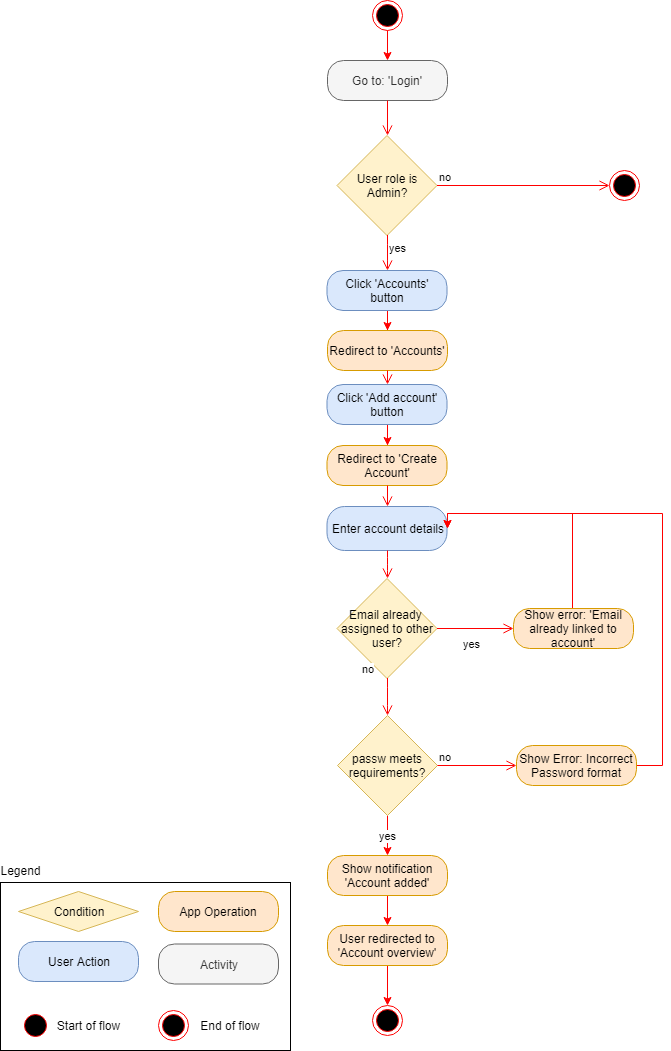 Go to: 'Login'
User role is
Admin?
no
yes
Click 'Accounts'
button
Redirect to 'Accounts'
Click 'Add account'
button
Redirect to 'Create
Account'
Enter account details
Email already
assigned to other
user?
yes
no
Show error: 'Email
already linked to
account'
passw meets
requirements?
no
yes
Show Error: Incorrect
Password format
Show notification
'Account added'
User redirected to
'Account overview'
Legend
Condition
App Operation
User Action
Activity
Start of flow
End of flow